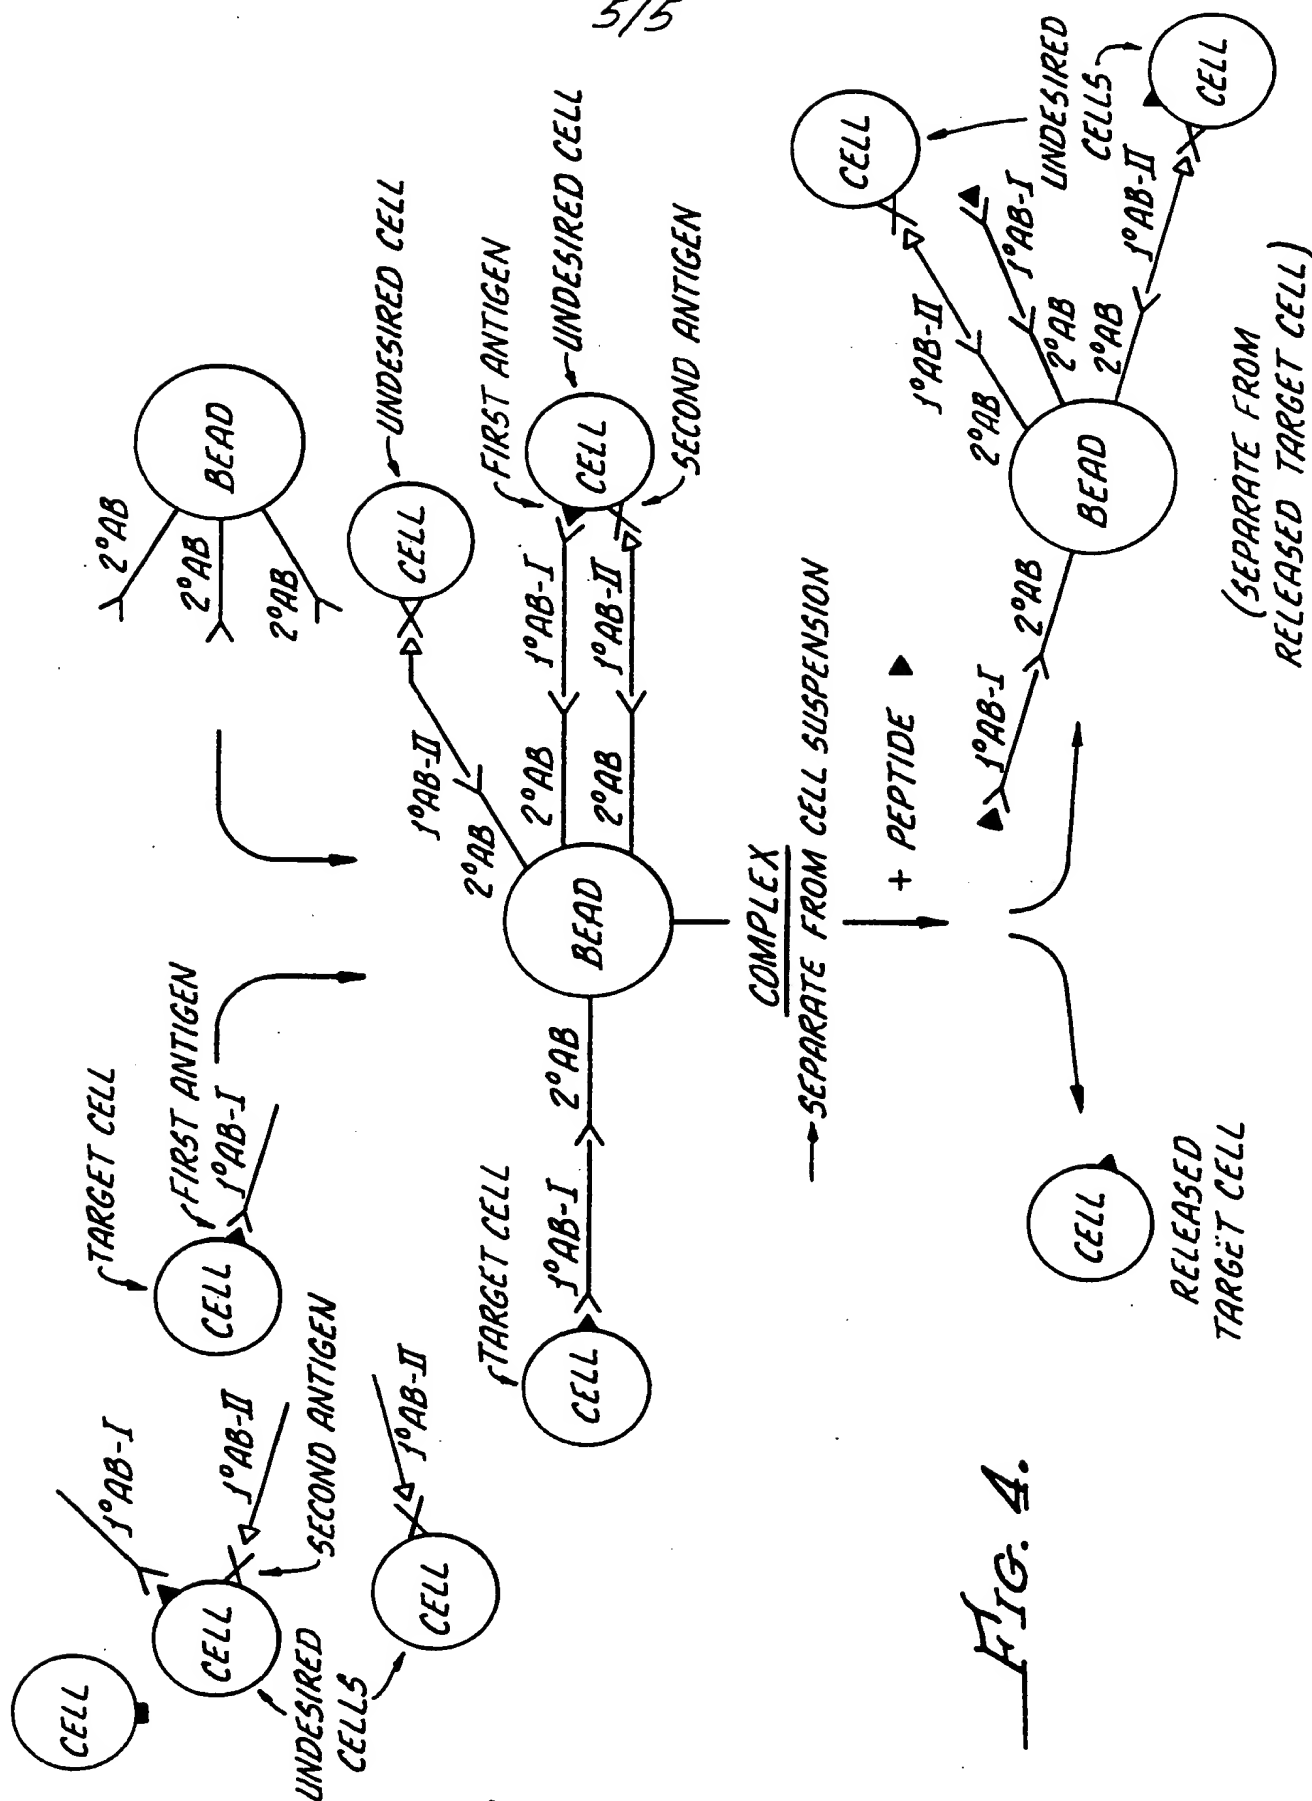 5/5
CELL
UNDESIRED
CELLS
CELL
1°AB-I
1°AB-II
SECOND ANTIGEN
CELL
1°AB-II
TARGET CELL
CELL
FIRST ANTIGEN
1°AB-I
2°AB
2°AB
2°AB
BEAD
TARGET CELL
CELL
1°AB-I
2°AB
BEAD
2°AB
1°AB-II
CELL
UNDESIRED CELL
2°AB
1°AB-I
FIRST ANTIGEN
CELL
UNDESIRED CELL
2°AB
1°AB-II
SECOND ANTIGEN
COMPLEX
SEPARATE FROM CELL SUSPENSION
+ PEPTIDE
CELL
RELEASED
TARGET CELL
1°AB-I
2°AB
BEAD
2°AB
1°AB-II
CELL
2°AB
1°AB-I
UNDESIRED
CELLS
2°AB
1°AB-II
CELL
(SEPARATE FROM
RELEASED TARGET CELL)
FIG. 4.